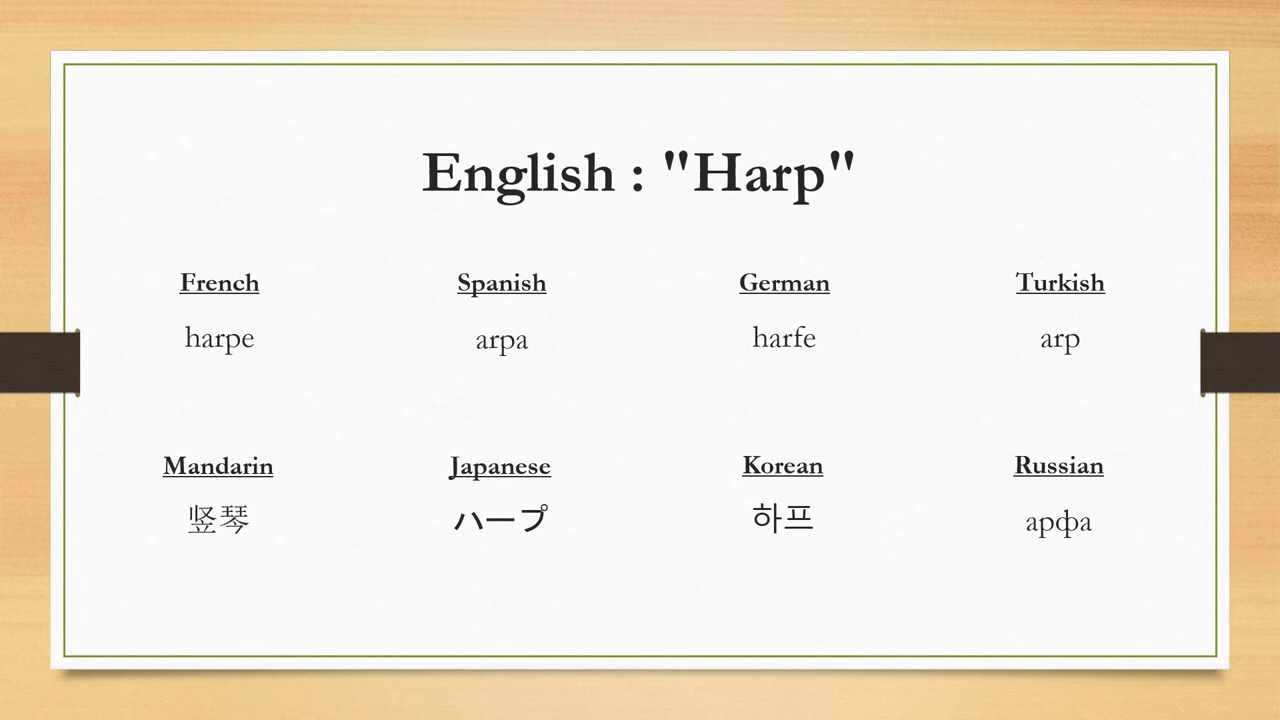 English : "Harp"
French Spanish German Turkish
harpe arpa harfe arp
Mandarin Japanese Korean Russian
竖琴 ハープ 하프 арфа